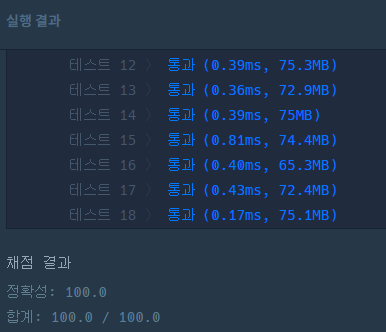 실행 결과
테스트 12 〉 통과 (0.39ms, 75.3MB)
테스트 13 〉 통과 (0.36ms, 72.9MB)
테스트 14 〉 통과 (0.39ms, 75MB)
테스트 15 〉 통과 (0.81ms, 74.4MB)
테스트 16 〉 통과 (0.40ms, 65.3MB)
테스트 17 〉 통과 (0.43ms, 72.4MB)
테스트 18 〉 통과 (0.17ms, 75.1MB)
채점 결과
정확성: 100.0
합계: 100.0 / 100.0